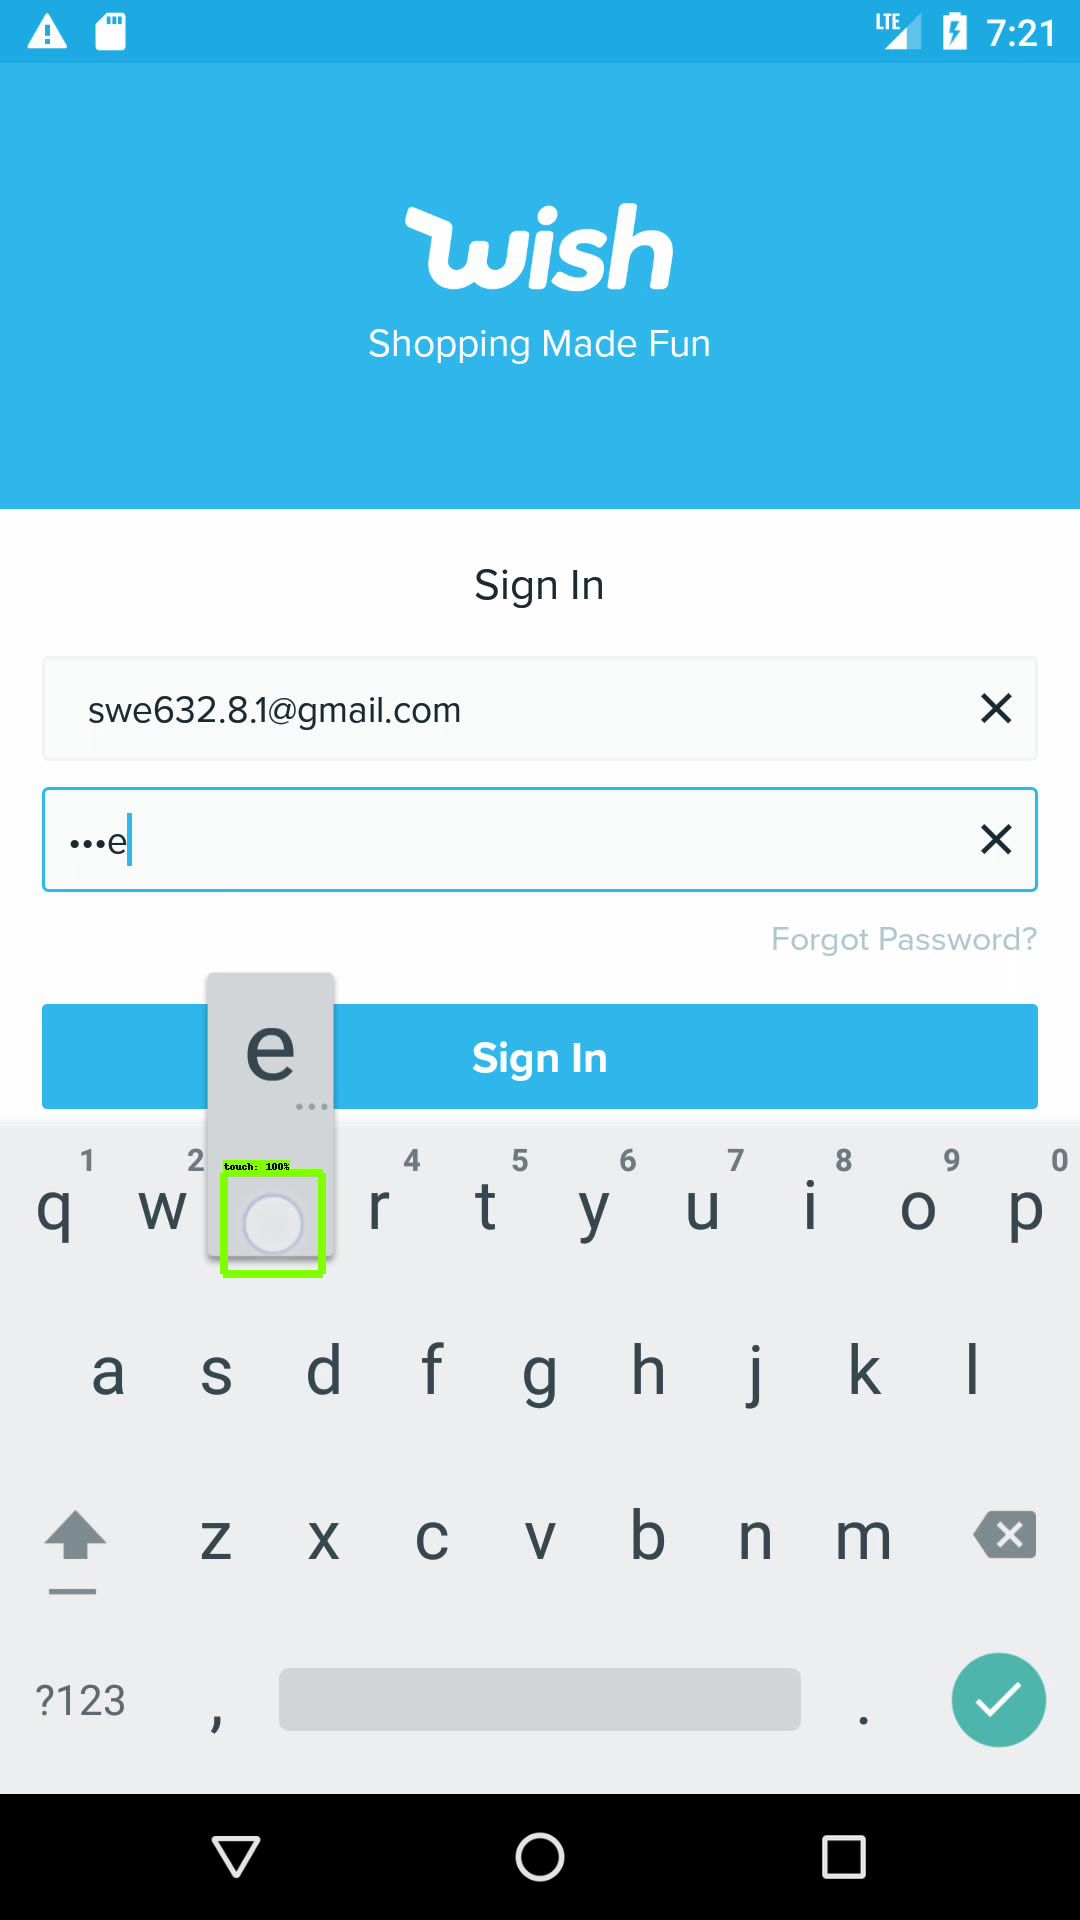 LTE 7:21
wish
Shopping Made Fun
Sign In
swe632.8.1@gmail.com
•••e
Forgot Password?
Sign In
e
...
touch: 100%
1 2 4 5 6 7 8 9 0
q w r t y u i o p
a s d f g h j k l
z x c v b n m
?123 , .